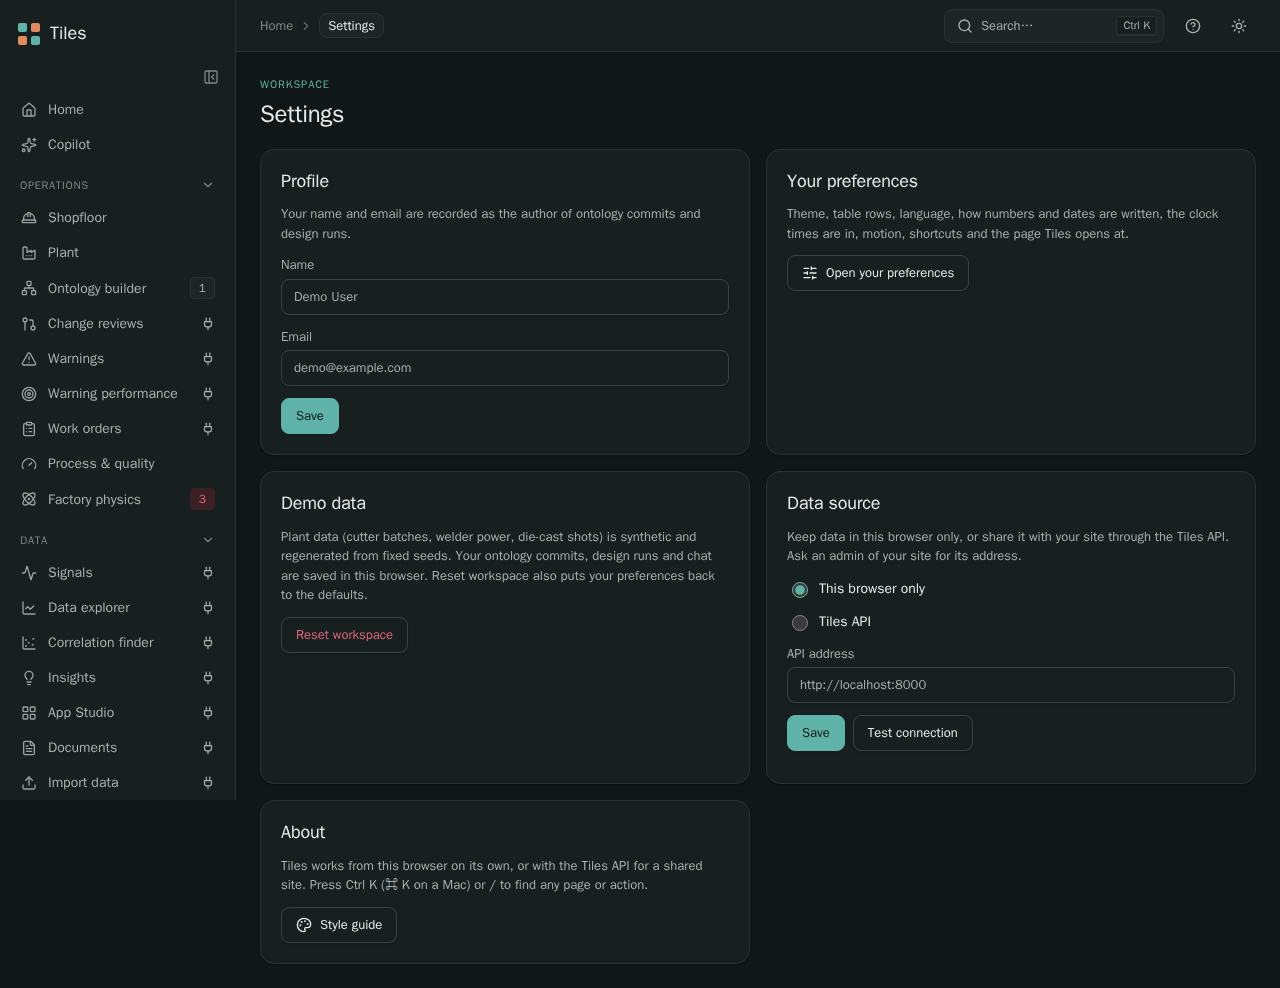 Tiles
Home
Copilot
OPERATIONS
Shopfloor
Plant
Ontology builder 1
Change reviews
Warnings
Warning performance
Work orders
Process & quality
Factory physics 3
DATA
Signals
Data explorer
Correlation finder
Insights
App Studio
Documents
Import data
Home > Settings
Search··· Ctrl K
WORKSPACE
Settings
Profile
Your name and email are recorded as the author of ontology commits and
design runs.
Name
Demo User
Email
demo@example.com
Save
Your preferences
Theme, table rows, language, how numbers and dates are written, the clock
times are in, motion, shortcuts and the page Tiles opens at.
Open your preferences
Demo data
Plant data (cutter batches, welder power, die-cast shots) is synthetic and
regenerated from fixed seeds. Your ontology commits, design runs and chat
are saved in this browser. Reset workspace also puts your preferences back
to the defaults.
Reset workspace
Data source
Keep data in this browser only, or share it with your site through the Tiles API.
Ask an admin of your site for its address.
This browser only
Tiles API
API address
http://localhost:8000
Save Test connection
About
Tiles works from this browser on its own, or with the Tiles API for a shared
site. Press Ctrl K (⌘ K on a Mac) or / to find any page or action.
Style guide